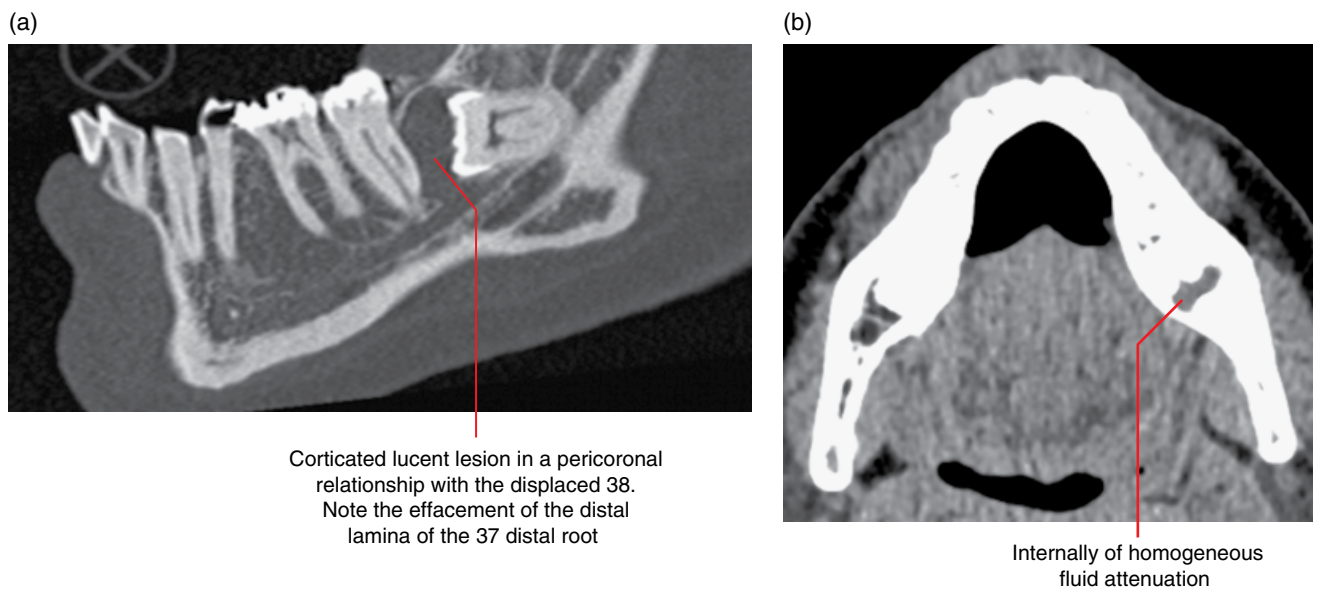 (a)
(b)
Corticated lucent lesion in a pericoronal
relationship with the displaced 38.
Note the effacement of the distal
lamina of the 37 distal root
Internally of homogeneous
fluid attenuation